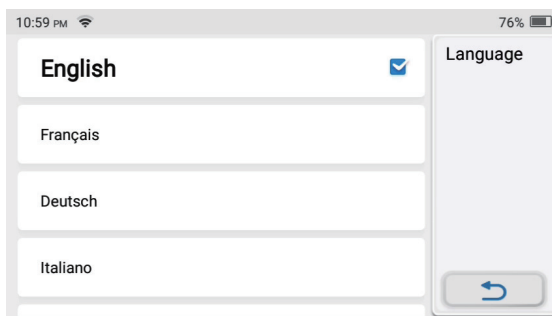 10:59 PM
76%
English
Language
Français
Deutsch
Italiano